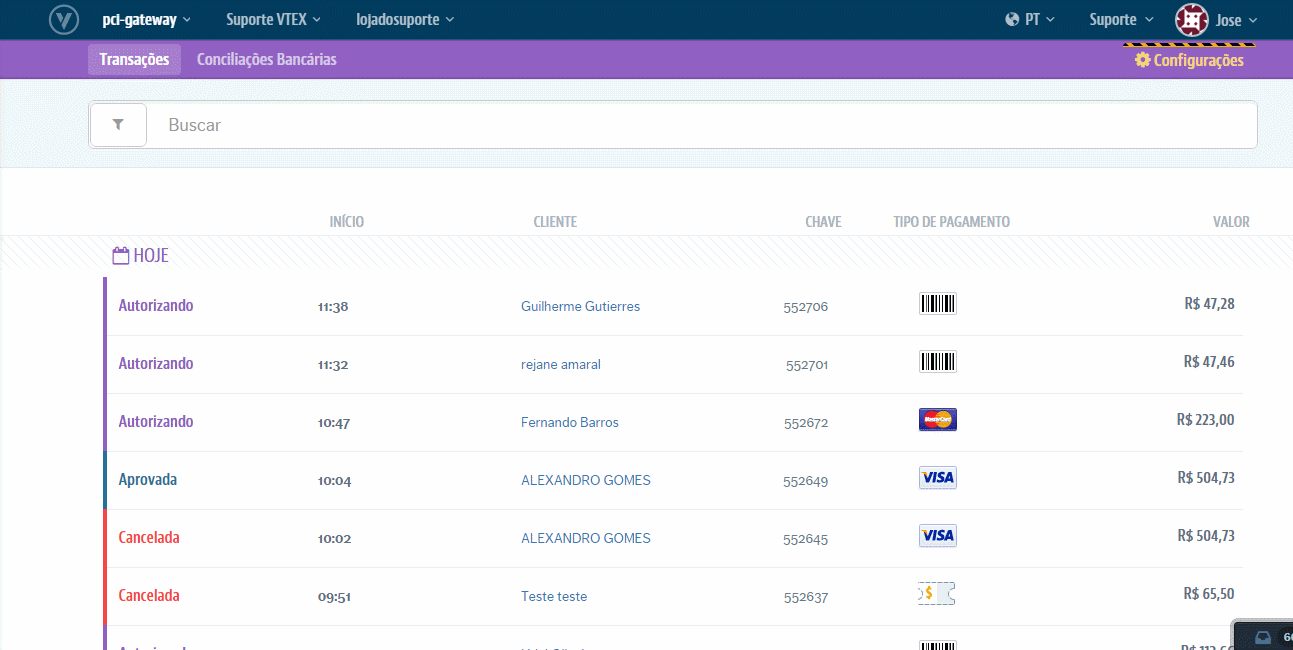 pci-gateway Suporte VTEX lojadosuporte PT Suporte Jose
Transações Conciliações Bancárias Configurações
Buscar
INÍCIO CLIENTE CHAVE TIPO DE PAGAMENTO VALOR
HOJE
Autorizando 11:38 Guilherme Gutierres 552706 R$ 47,28
Autorizando 11:32 rejane amaral 552701 R$ 47,46
Autorizando 10:47 Fernando Barros 552672 MasterCard R$ 223,00
Aprovada 10:04 ALEXANDRO GOMES 552649 VISA R$ 504,73
Cancelada 10:02 ALEXANDRO GOMES 552645 VISA R$ 504,73
Cancelada 09:51 Teste teste 552637 $ R$ 65,50